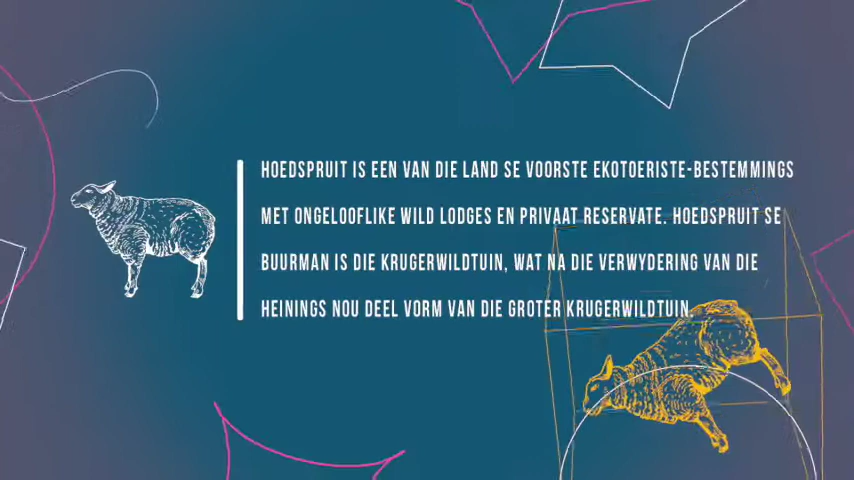 HOEDSPRUIT IS EEN VAN DIE LAND SE VOORSTE EKOTOERISTE-BESTEMMINGS
MET ONGELOOFLIKE WILD LODGES EN PRIVAAT RESERVATE. HOEDSPRUIT SE
BUURMAN IS DIE KRUGERWILDTUIN, WAT NA DIE VERWYDERING VAN DIE
HEININGS NOU DEEL VORM VAN DIE GROTER KRUGERWILDTUIN.